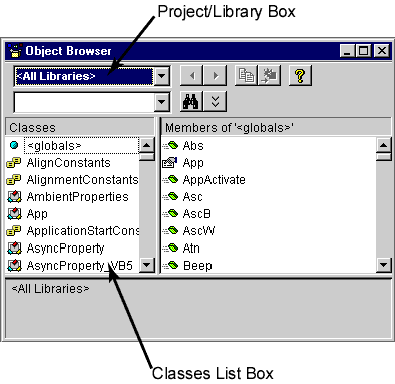 Project/Library Box
Object Browser
<All Libraries>
?
Classes
Members of '<globals>'
<globals>
Abs
AlignConstants
App
AlignmentConstants
AppActivate
AmbientProperties
Asc
App
AscB
ApplicationStartCons
AscW
AsyncProperty
Atn
AsyncProperty_VB5
Beep
<All Libraries>
Classes List Box